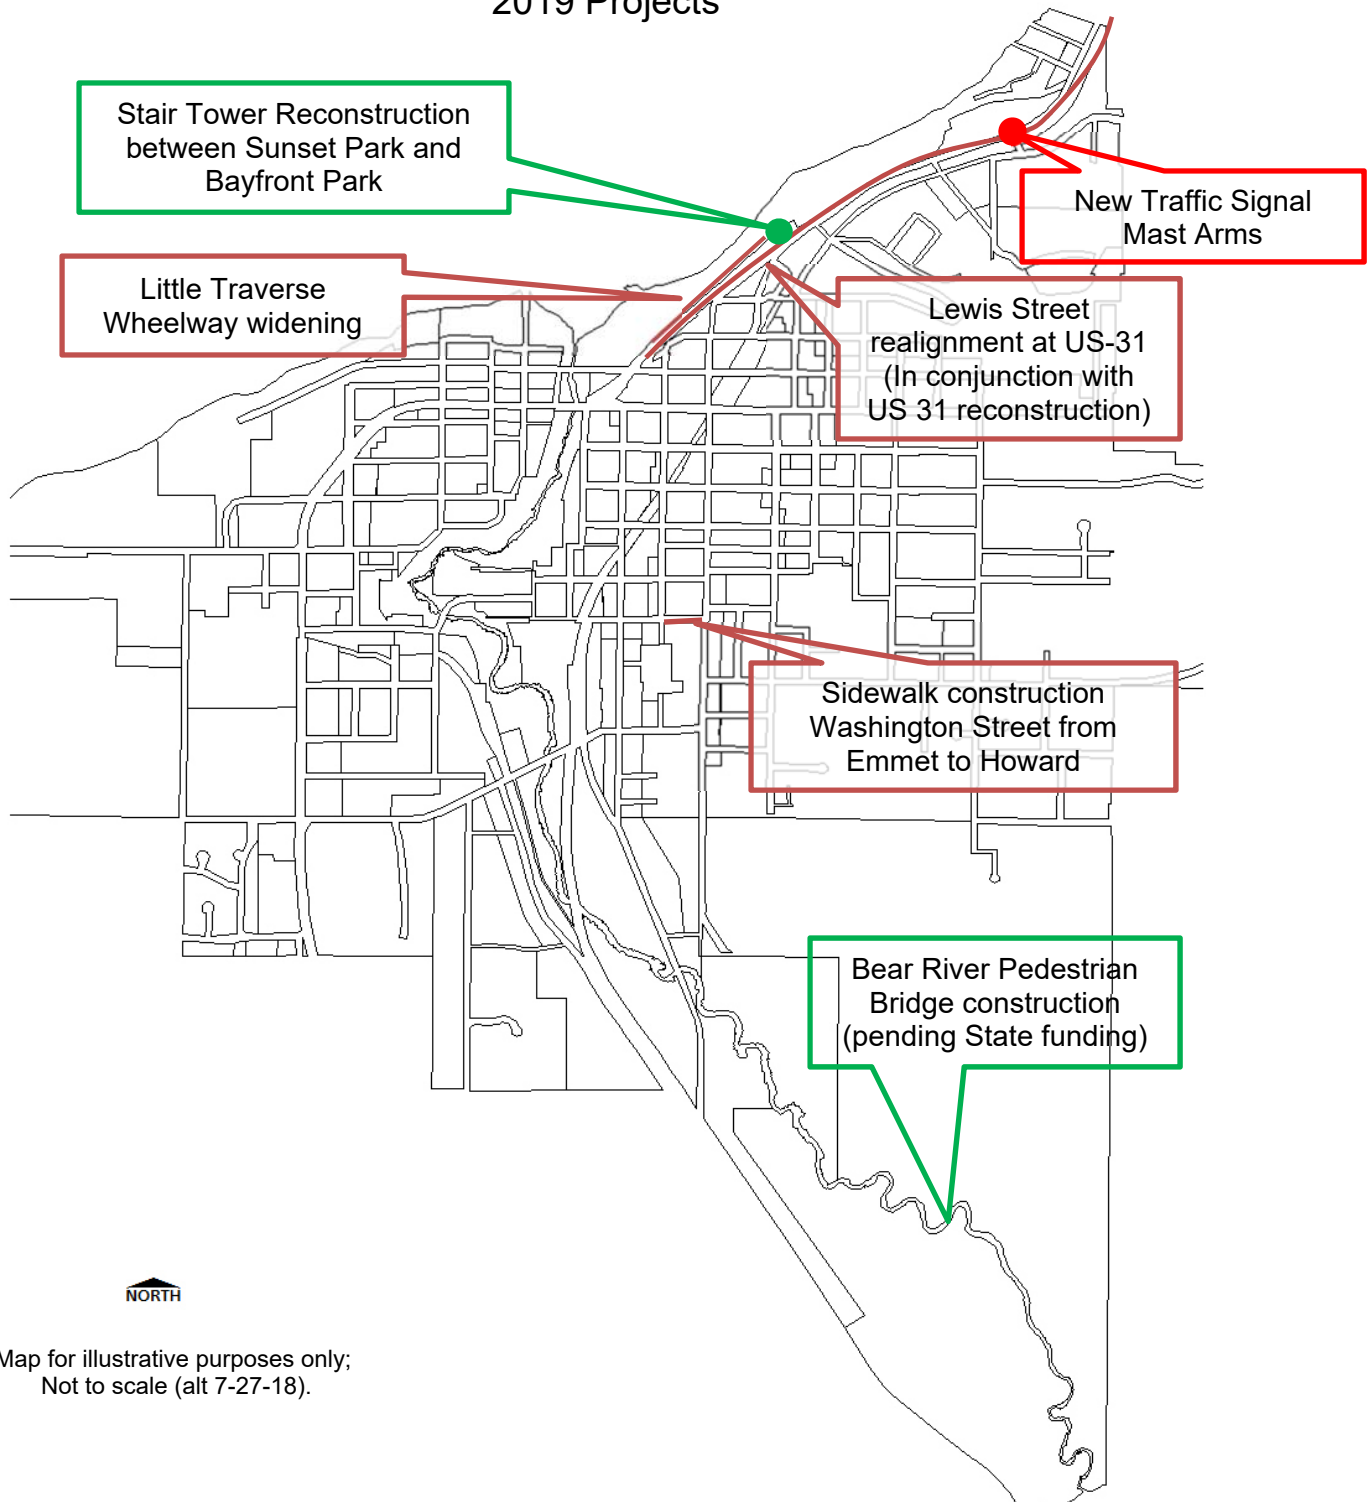 2019 Projects
Stair Tower Reconstruction
between Sunset Park and
Bayfront Park
New Traffic Signal
Mast Arms
Little Traverse
Wheelway widening
Lewis Street
realignment at US-31
(In conjunction with
US 31 reconstruction)
Sidewalk construction
Washington Street from
Emmet to Howard
Bear River Pedestrian
Bridge construction
(pending State funding)
NORTH
Map for illustrative purposes only;
Not to scale (alt 7-27-18).